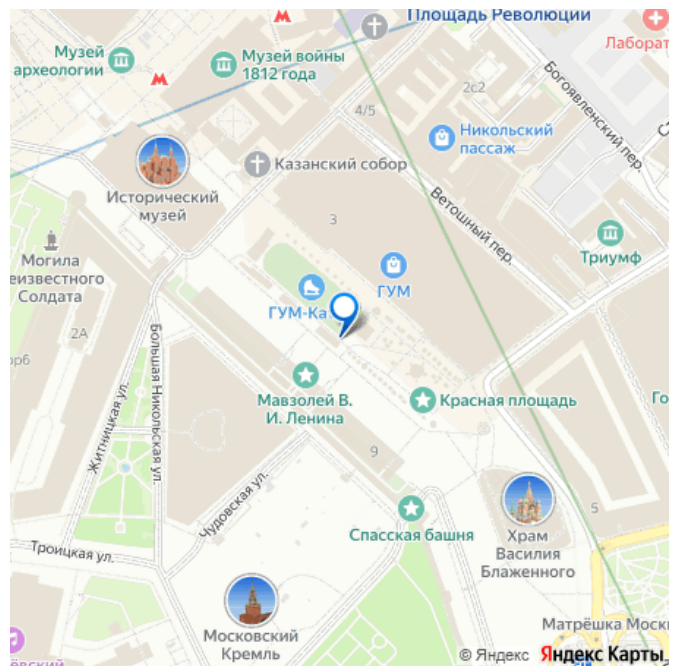 Площадь Революции
Музей
археологии
Музей войны
1812 года
Лаборат
2с2
4/5
Богоявленский пер.
Никольский
пассаж
Казанский собор
Исторический
музей
3
Ветошный пер.
Могила
еизвестного
Солдата
Триумф
ГУМ
ГУМ-Ка
2А
ор6
Большая Никольская ул.
Житницкая ул.
Мавзолей В.
И. Ленина
Красная площадь
Го
9
Чудовская ул.
5
Спасская башня
Троицкая ул.
Храм
Василия
Блаженного
Московский
Кремль
Матрёшка Моск
ёвский
© Яндекс Яндекс Карты